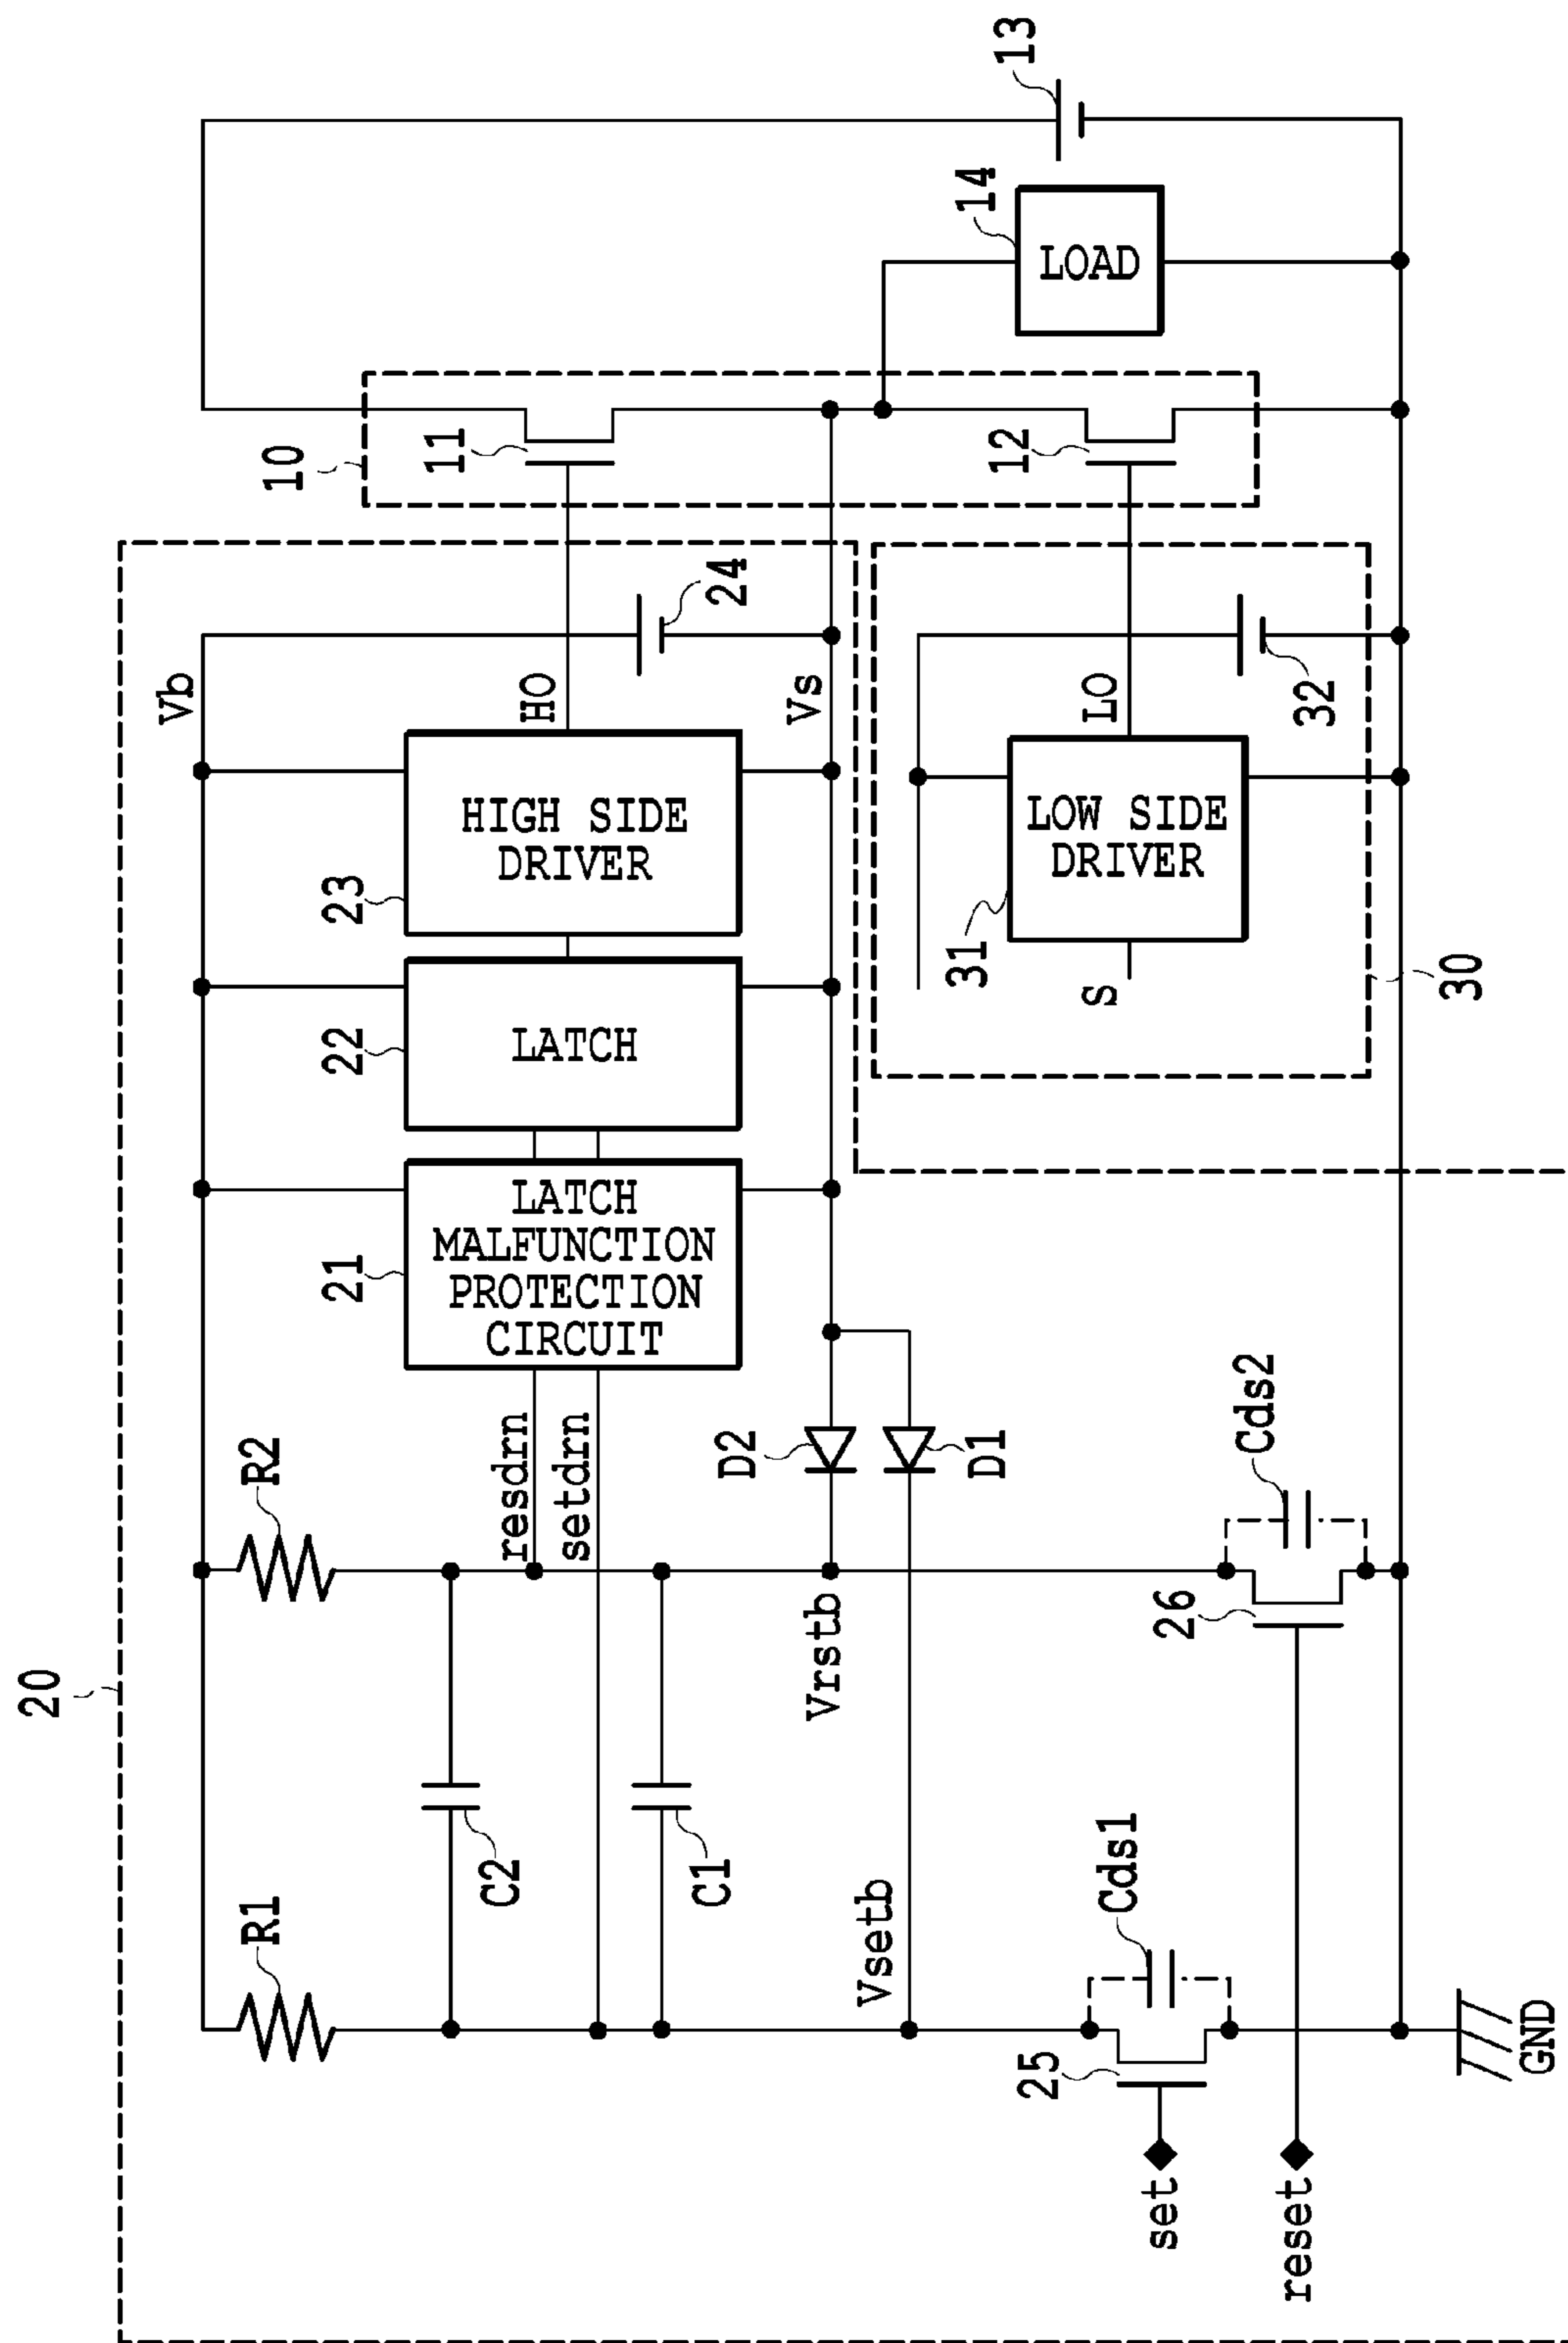 20
R1
R2
Vb
10
13
C2
resdrn
setdrn
21
LATCH
MALFUNCTION
PROTECTION
CIRCUIT
22
LATCH
23
HIGH SIDE
DRIVER
HO
24
11
C1
Vrstb
D2
D1
Vs
Vsetb
31
LOW SIDE
DRIVER
S
LO
32
12
14
LOAD
25
set
Cds1
26
Cds2
reset
30
GND